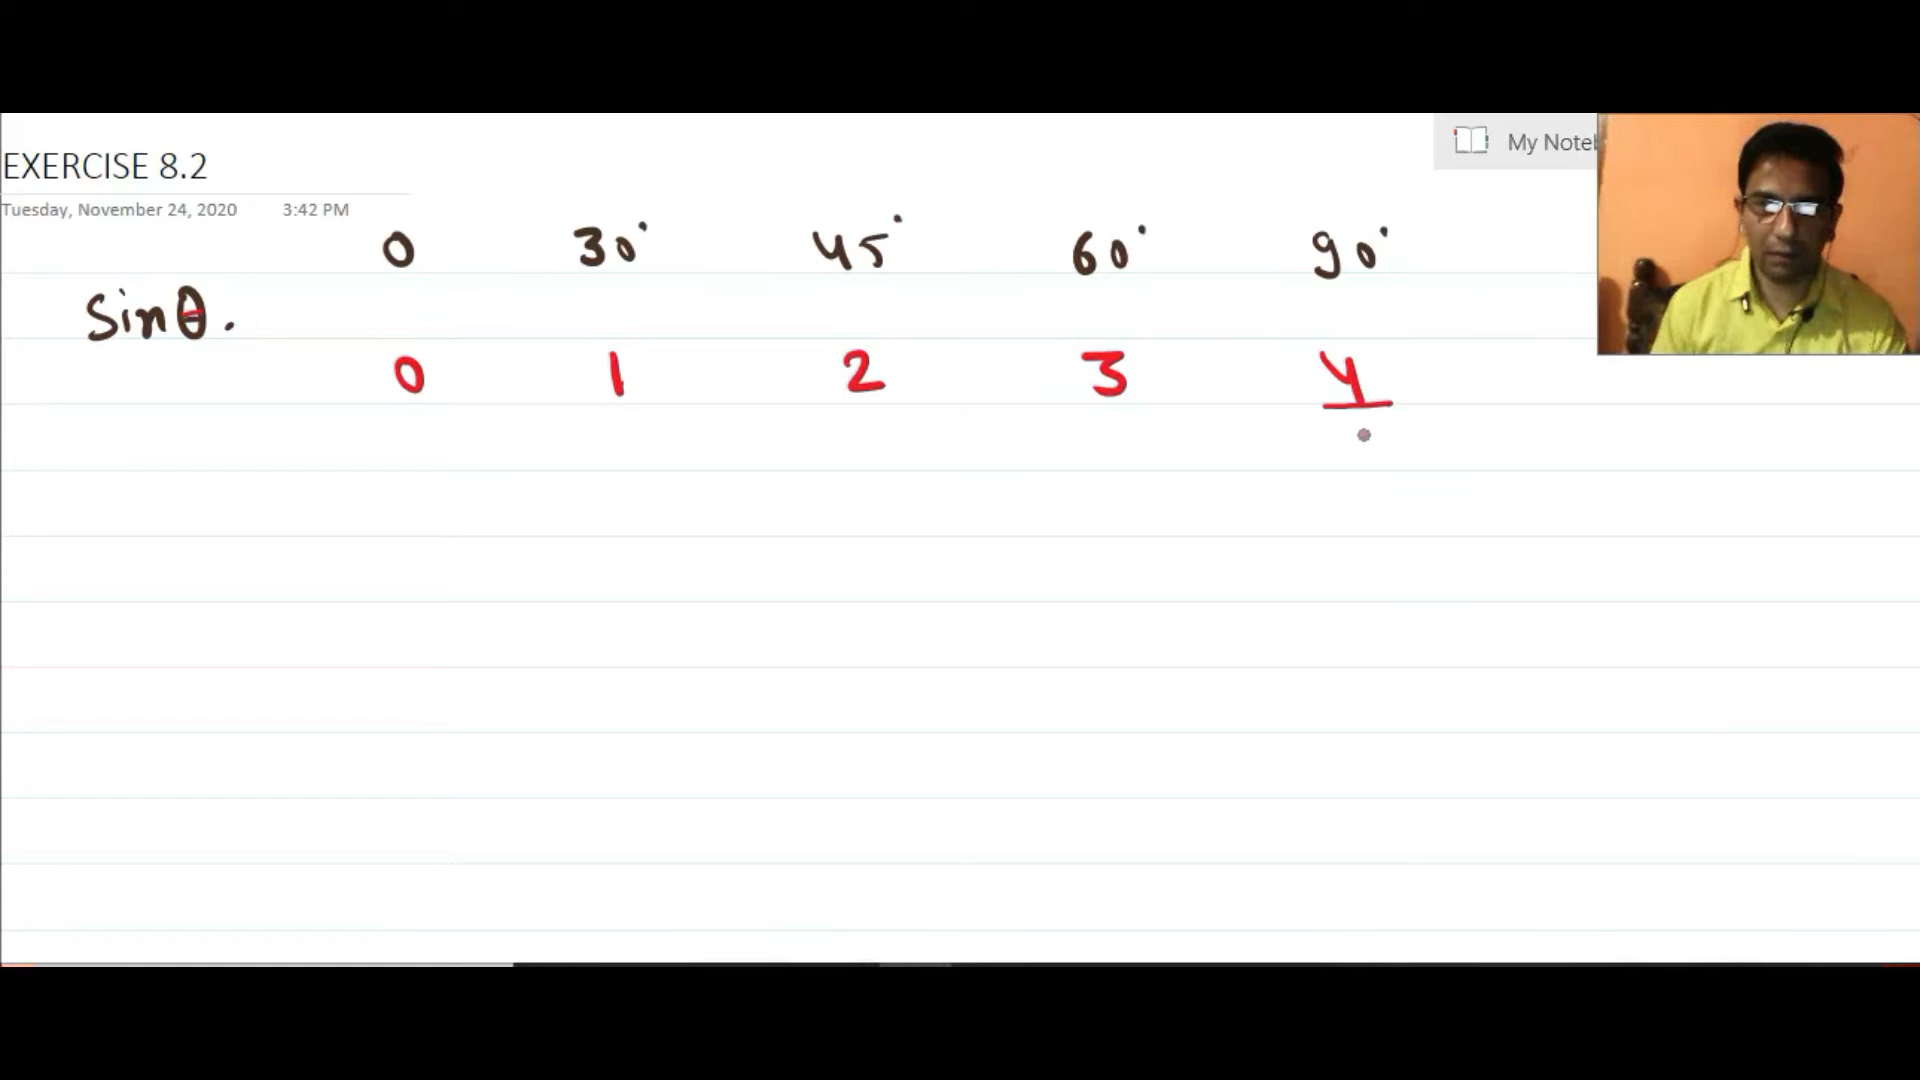 My Noteb
EXERCISE 8.2
Tuesday, November 24, 2020 3:42 PM
0 30° 45° 60° 90°
Sinθ.
0 1 2 3 4